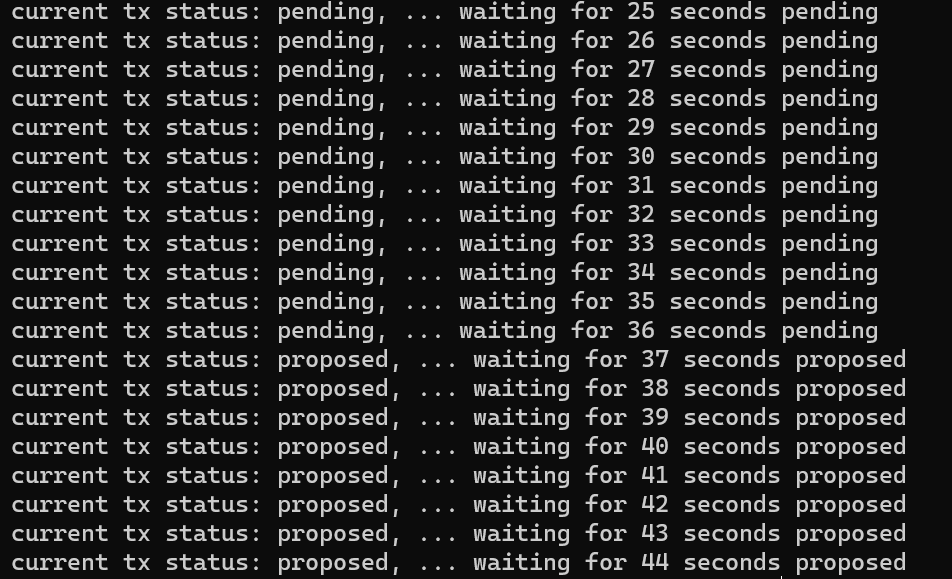 current tx status: pending, ... waiting for 25 seconds pending
current tx status: pending, ... waiting for 26 seconds pending
current tx status: pending, ... waiting for 27 seconds pending
current tx status: pending, ... waiting for 28 seconds pending
current tx status: pending, ... waiting for 29 seconds pending
current tx status: pending, ... waiting for 30 seconds pending
current tx status: pending, ... waiting for 31 seconds pending
current tx status: pending, ... waiting for 32 seconds pending
current tx status: pending, ... waiting for 33 seconds pending
current tx status: pending, ... waiting for 34 seconds pending
current tx status: pending, ... waiting for 35 seconds pending
current tx status: pending, ... waiting for 36 seconds pending
current tx status: proposed, ... waiting for 37 seconds proposed
current tx status: proposed, ... waiting for 38 seconds proposed
current tx status: proposed, ... waiting for 39 seconds proposed
current tx status: proposed, ... waiting for 40 seconds proposed
current tx status: proposed, ... waiting for 41 seconds proposed
current tx status: proposed, ... waiting for 42 seconds proposed
current tx status: proposed, ... waiting for 43 seconds proposed
current tx status: proposed, ... waiting for 44 seconds proposed